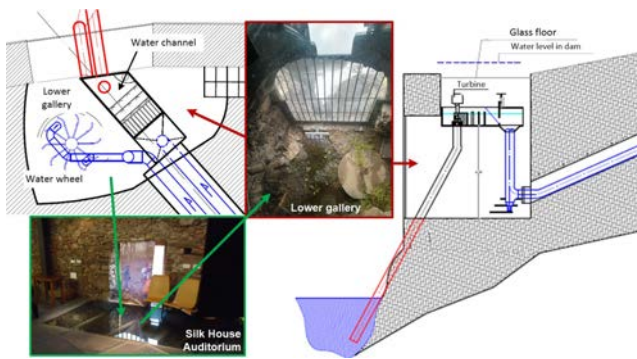 Water channel
Lower
gallery
Water wheel
Lower gallery
Silk House
Auditorium
Glass floor
Water level in dam
Turbine